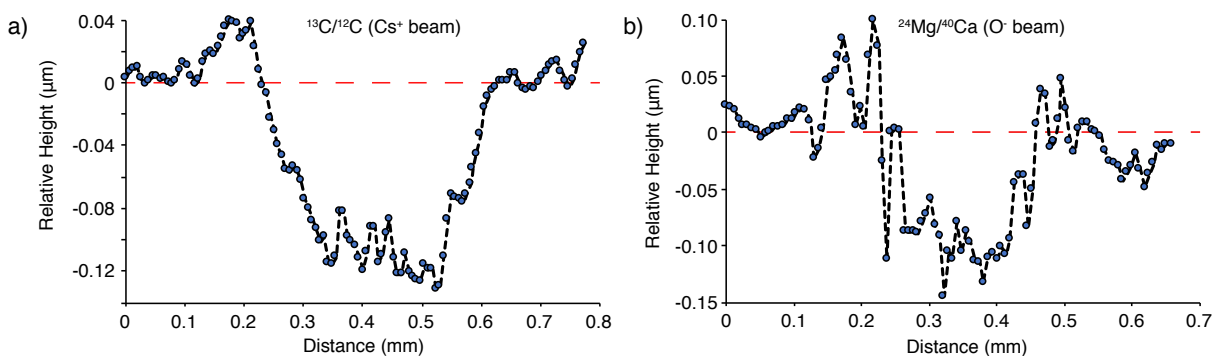 a)
¹³C/¹²C (Cs⁺ beam)
Relative Height (µm)
0.04
0
-0.04
-0.08
-0.12
0 0.1 0.2 0.3 0.4 0.5 0.6 0.7 0.8
Distance (mm)
b)
²⁴Mg/⁴⁰Ca (O⁻ beam)
Relative Height (µm)
0.10
0.05
0
-0.05
-0.10
-0.15
0 0.1 0.2 0.3 0.4 0.5 0.6 0.7
Distance (mm)